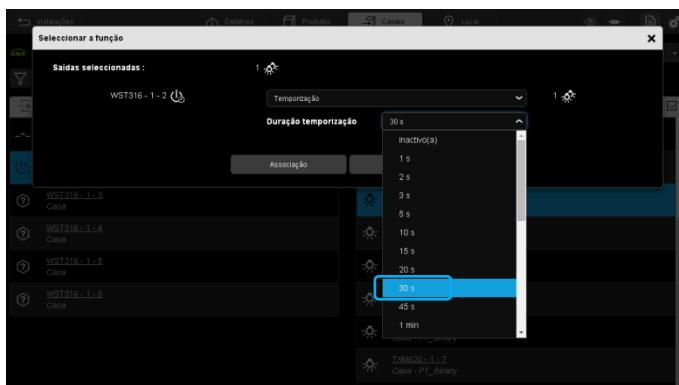 Instalações
Detalhes
Produtos
Canais
Local
Seleccionar a função
KNX
Saídas seleccionadas :
1
WST316 - 1 - 2
Temporização
1
Duração temporização
30 s
Inactivo(a)
Associação
1 s
2 s
3 s
5 s
10 s
15 s
20 s
30 s
45 s
1 min
WST316 - 1 - 3
Casa
WST316 - 1 - 4
Casa
WST316 - 1 - 5
Casa
WST316 - 1 - 6
Casa
Casa - PT_Binary
TXM620 - 1 - 7
Casa - PT_Binary